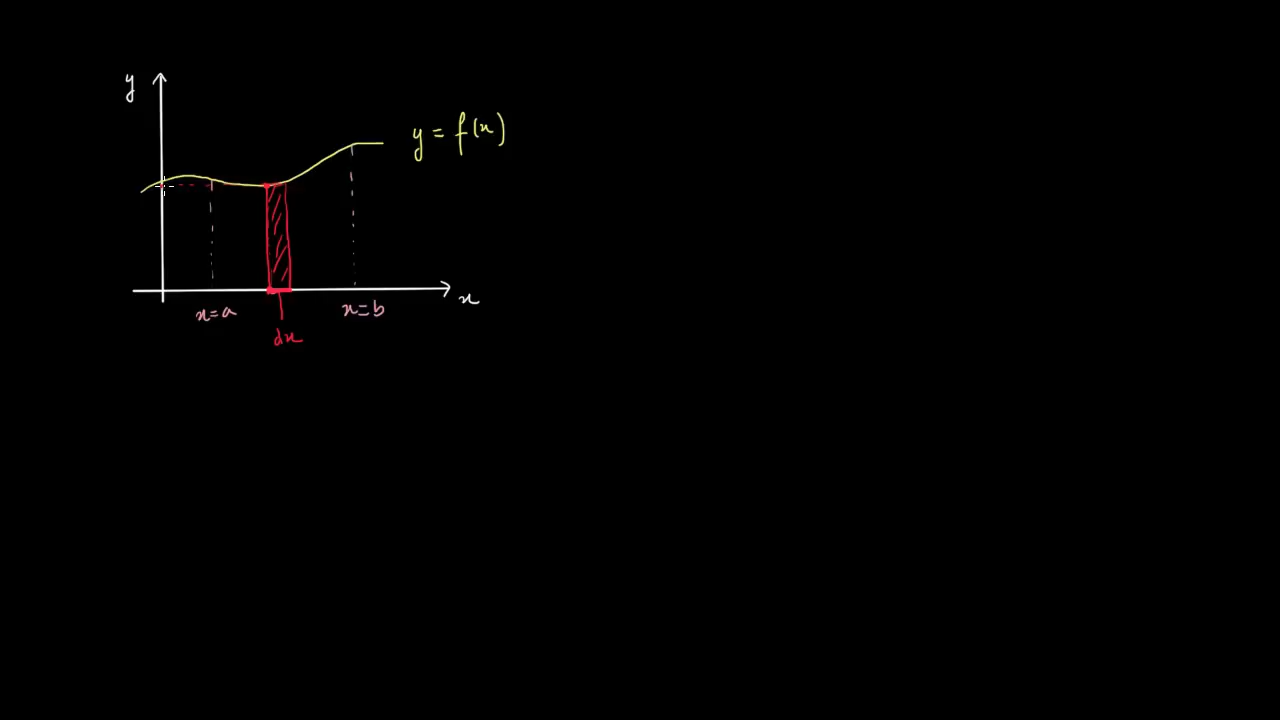 y
y = f(x)
x
x=a
x=b
dx